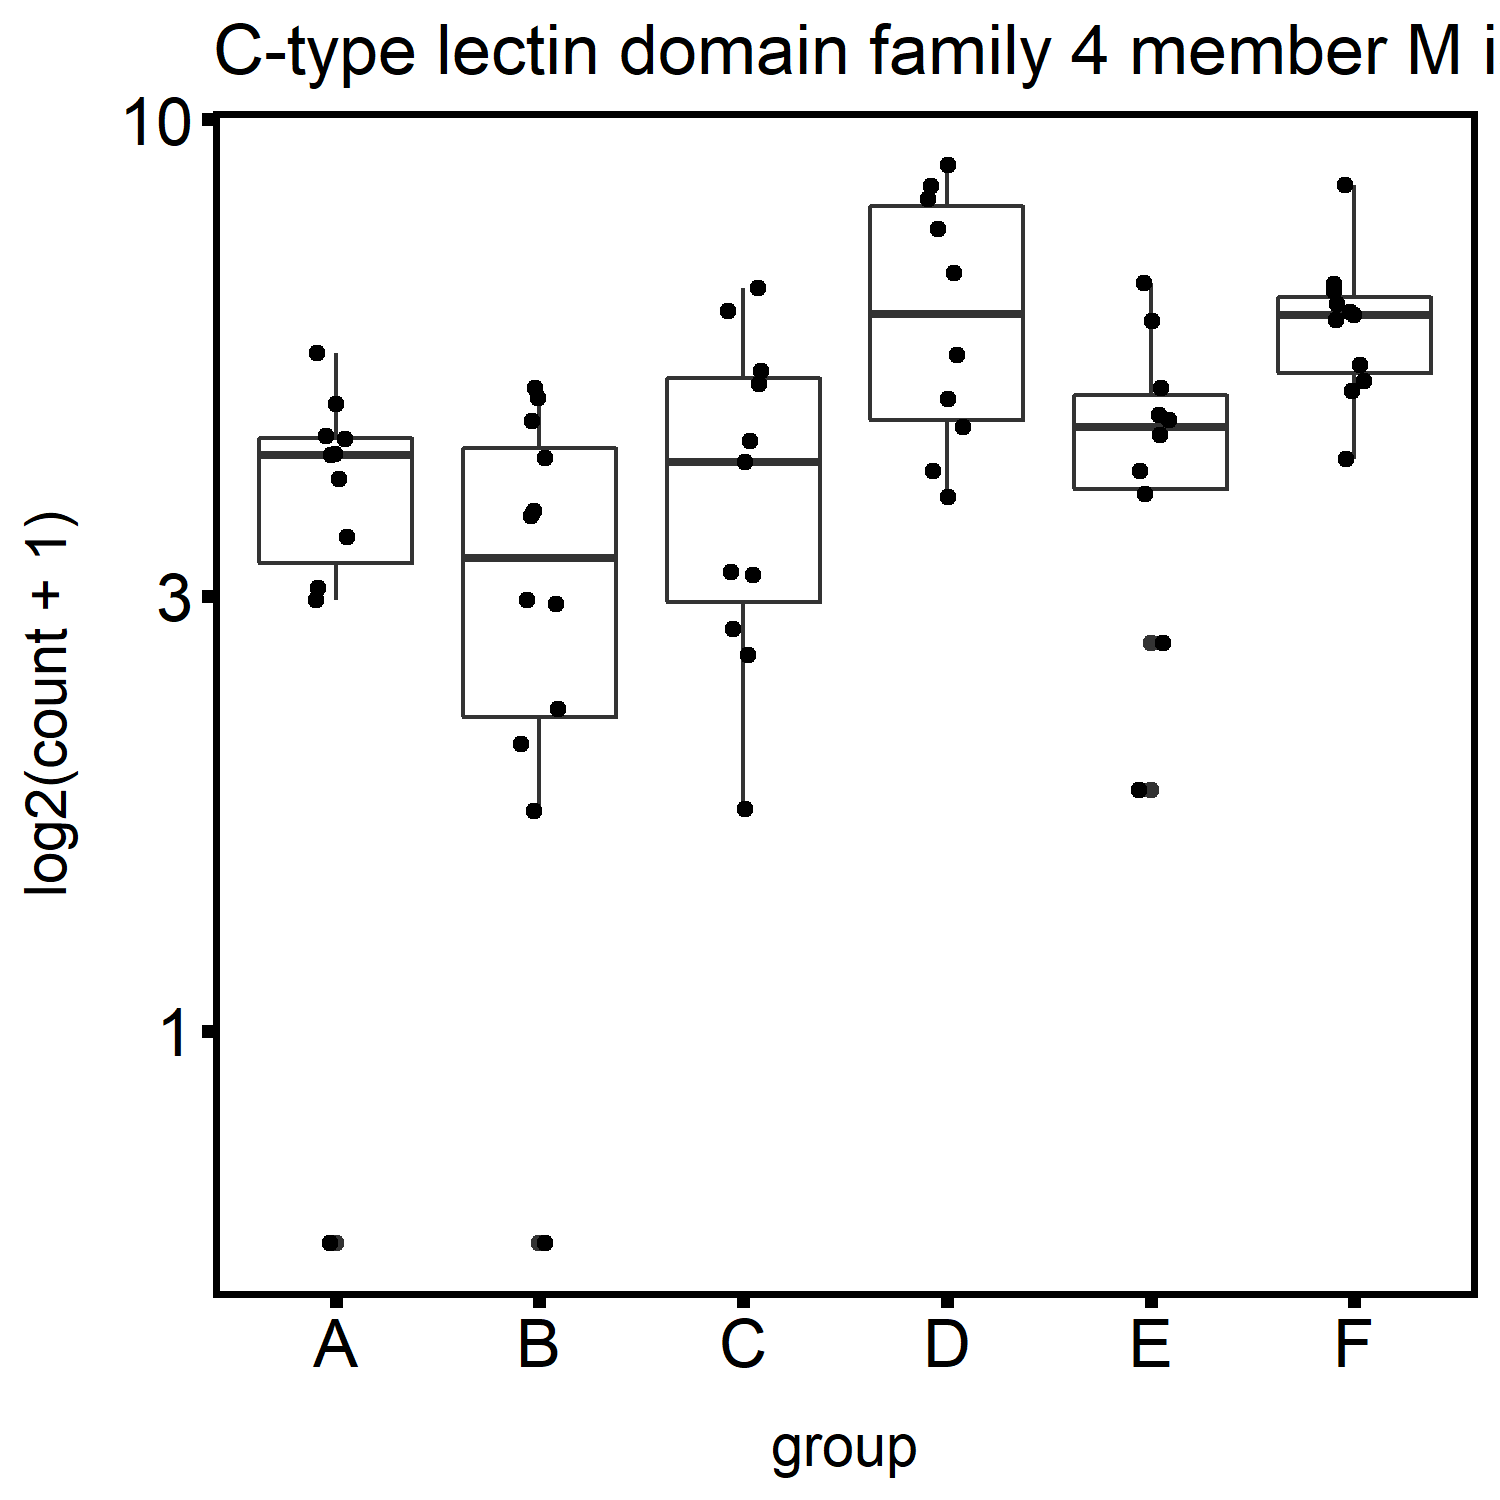 C-type lectin domain family 4 member M i
10
3
1
log2(count + 1)
A B C D E F
group